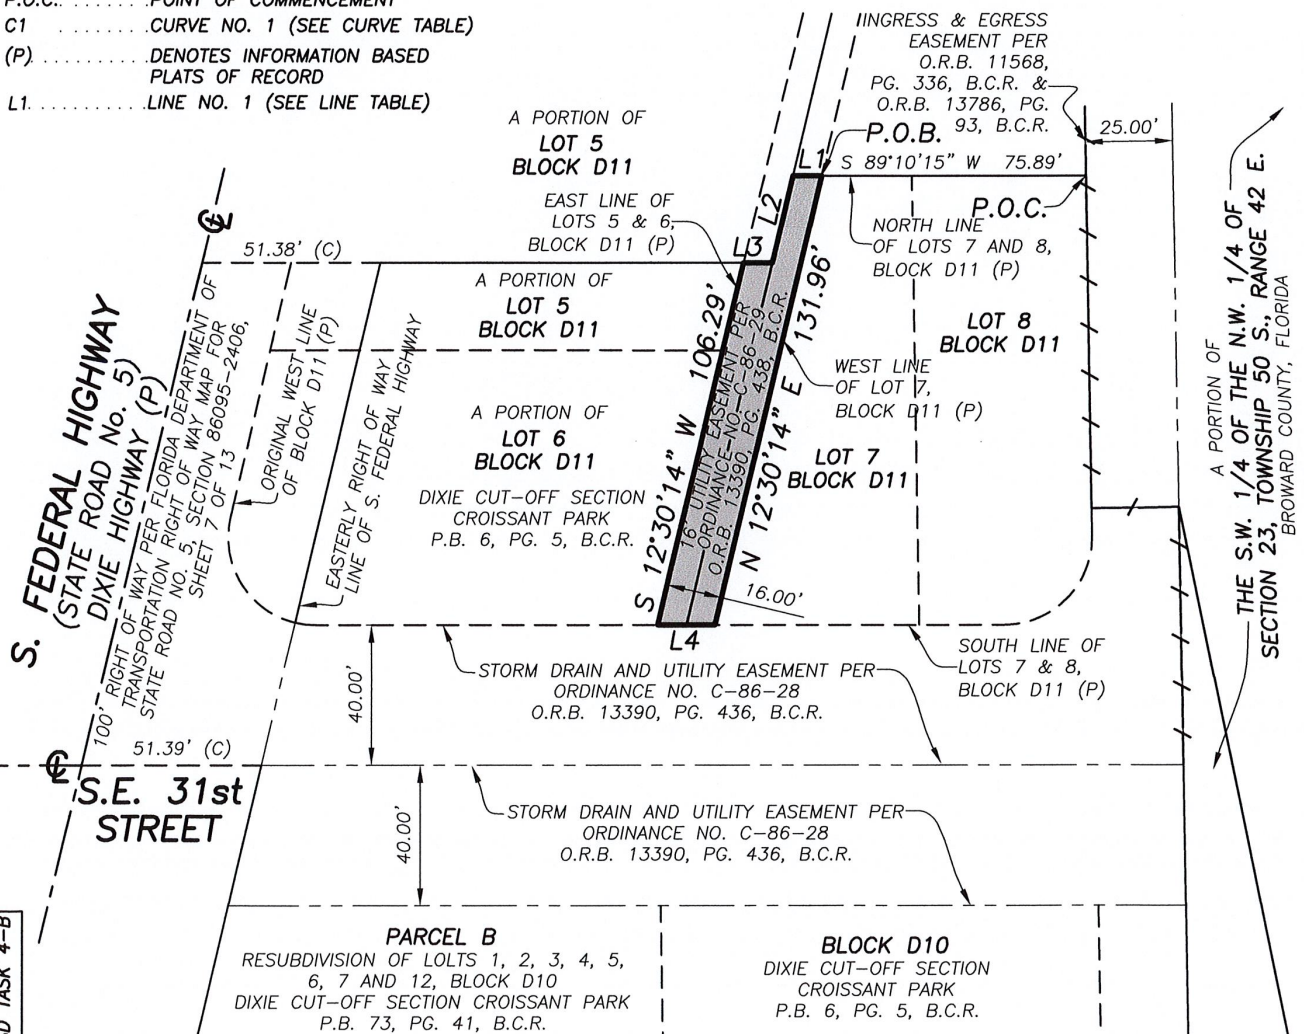 P.O.C. . . . . . . . . POINT OF COMMENCEMENT
C1 . . . . . . . . CURVE NO. 1 (SEE CURVE TABLE)
(P) . . . . . . . . . . DENOTES INFORMATION BASED
PLATS OF RECORD
L1. . . . . . . . . . LINE NO. 1 (SEE LINE TABLE)
INGRESS & EGRESS
EASEMENT PER
O.R.B. 11568,
PG. 336, B.C.R. &
O.R.B. 13786, PG.
93, B.C.R.
P.O.B.
25.00'
A PORTION OF
LOT 5
BLOCK D11
L1
S 89°10'15" W 75.89'
P.O.C.
EAST LINE OF
LOTS 5 & 6,
BLOCK D11 (P)
L2
L3
NORTH LINE
OF LOTS 7 AND 8,
BLOCK D11 (P)
℄
51.38' (C)
A PORTION OF
LOT 5
BLOCK D11
LOT 8
BLOCK D11
S 12°30'14" W 106.29'
16' UTILITY EASEMENT PER
ORDINANCE NO. C-86-29
O.R.B. 13390, PG. 438, B.C.R.
N 12°30'14" E 131.96'
WEST LINE
OF LOT 7,
BLOCK D11 (P)
A PORTION OF
LOT 6
BLOCK D11
DIXIE CUT-OFF SECTION
CROISSANT PARK
P.B. 6, PG. 5, B.C.R.
LOT 7
BLOCK D11
S. FEDERAL HIGHWAY
(STATE ROAD No. 5)
DIXIE HIGHWAY (P)
100' RIGHT OF WAY PER FLORIDA DEPARTMENT OF
TRANSPORTATION RIGHT OF WAY MAP FOR
STATE ROAD NO. 5, SECTION 86095-2406,
SHEET 7 OF 13
ORIGINAL WEST LINE
OF BLOCK D11 (P)
EASTERLY RIGHT OF WAY
LINE OF S. FEDERAL HIGHWAY
A PORTION OF
THE S.W. 1/4 OF THE N.W. 1/4 OF
SECTION 23, TOWNSHIP 50 S., RANGE 42 E.
BROWARD COUNTY, FLORIDA
16.00'
L4
SOUTH LINE OF
LOTS 7 & 8,
BLOCK D11 (P)
40.00'
STORM DRAIN AND UTILITY EASEMENT PER
ORDINANCE NO. C-86-28
O.R.B. 13390, PG. 436, B.C.R.
51.39' (C)
℄
S.E. 31st
STREET
40.00'
STORM DRAIN AND UTILITY EASEMENT PER
ORDINANCE NO. C-86-28
O.R.B. 13390, PG. 436, B.C.R.
PARCEL B
RESUBDIVISION OF LOLTS 1, 2, 3, 4, 5,
6, 7 AND 12, BLOCK D10
DIXIE CUT-OFF SECTION CROISSANT PARK
P.B. 73, PG. 41, B.C.R.
BLOCK D10
DIXIE CUT-OFF SECTION
CROISSANT PARK
P.B. 6, PG. 5, B.C.R.
TASK 4-B